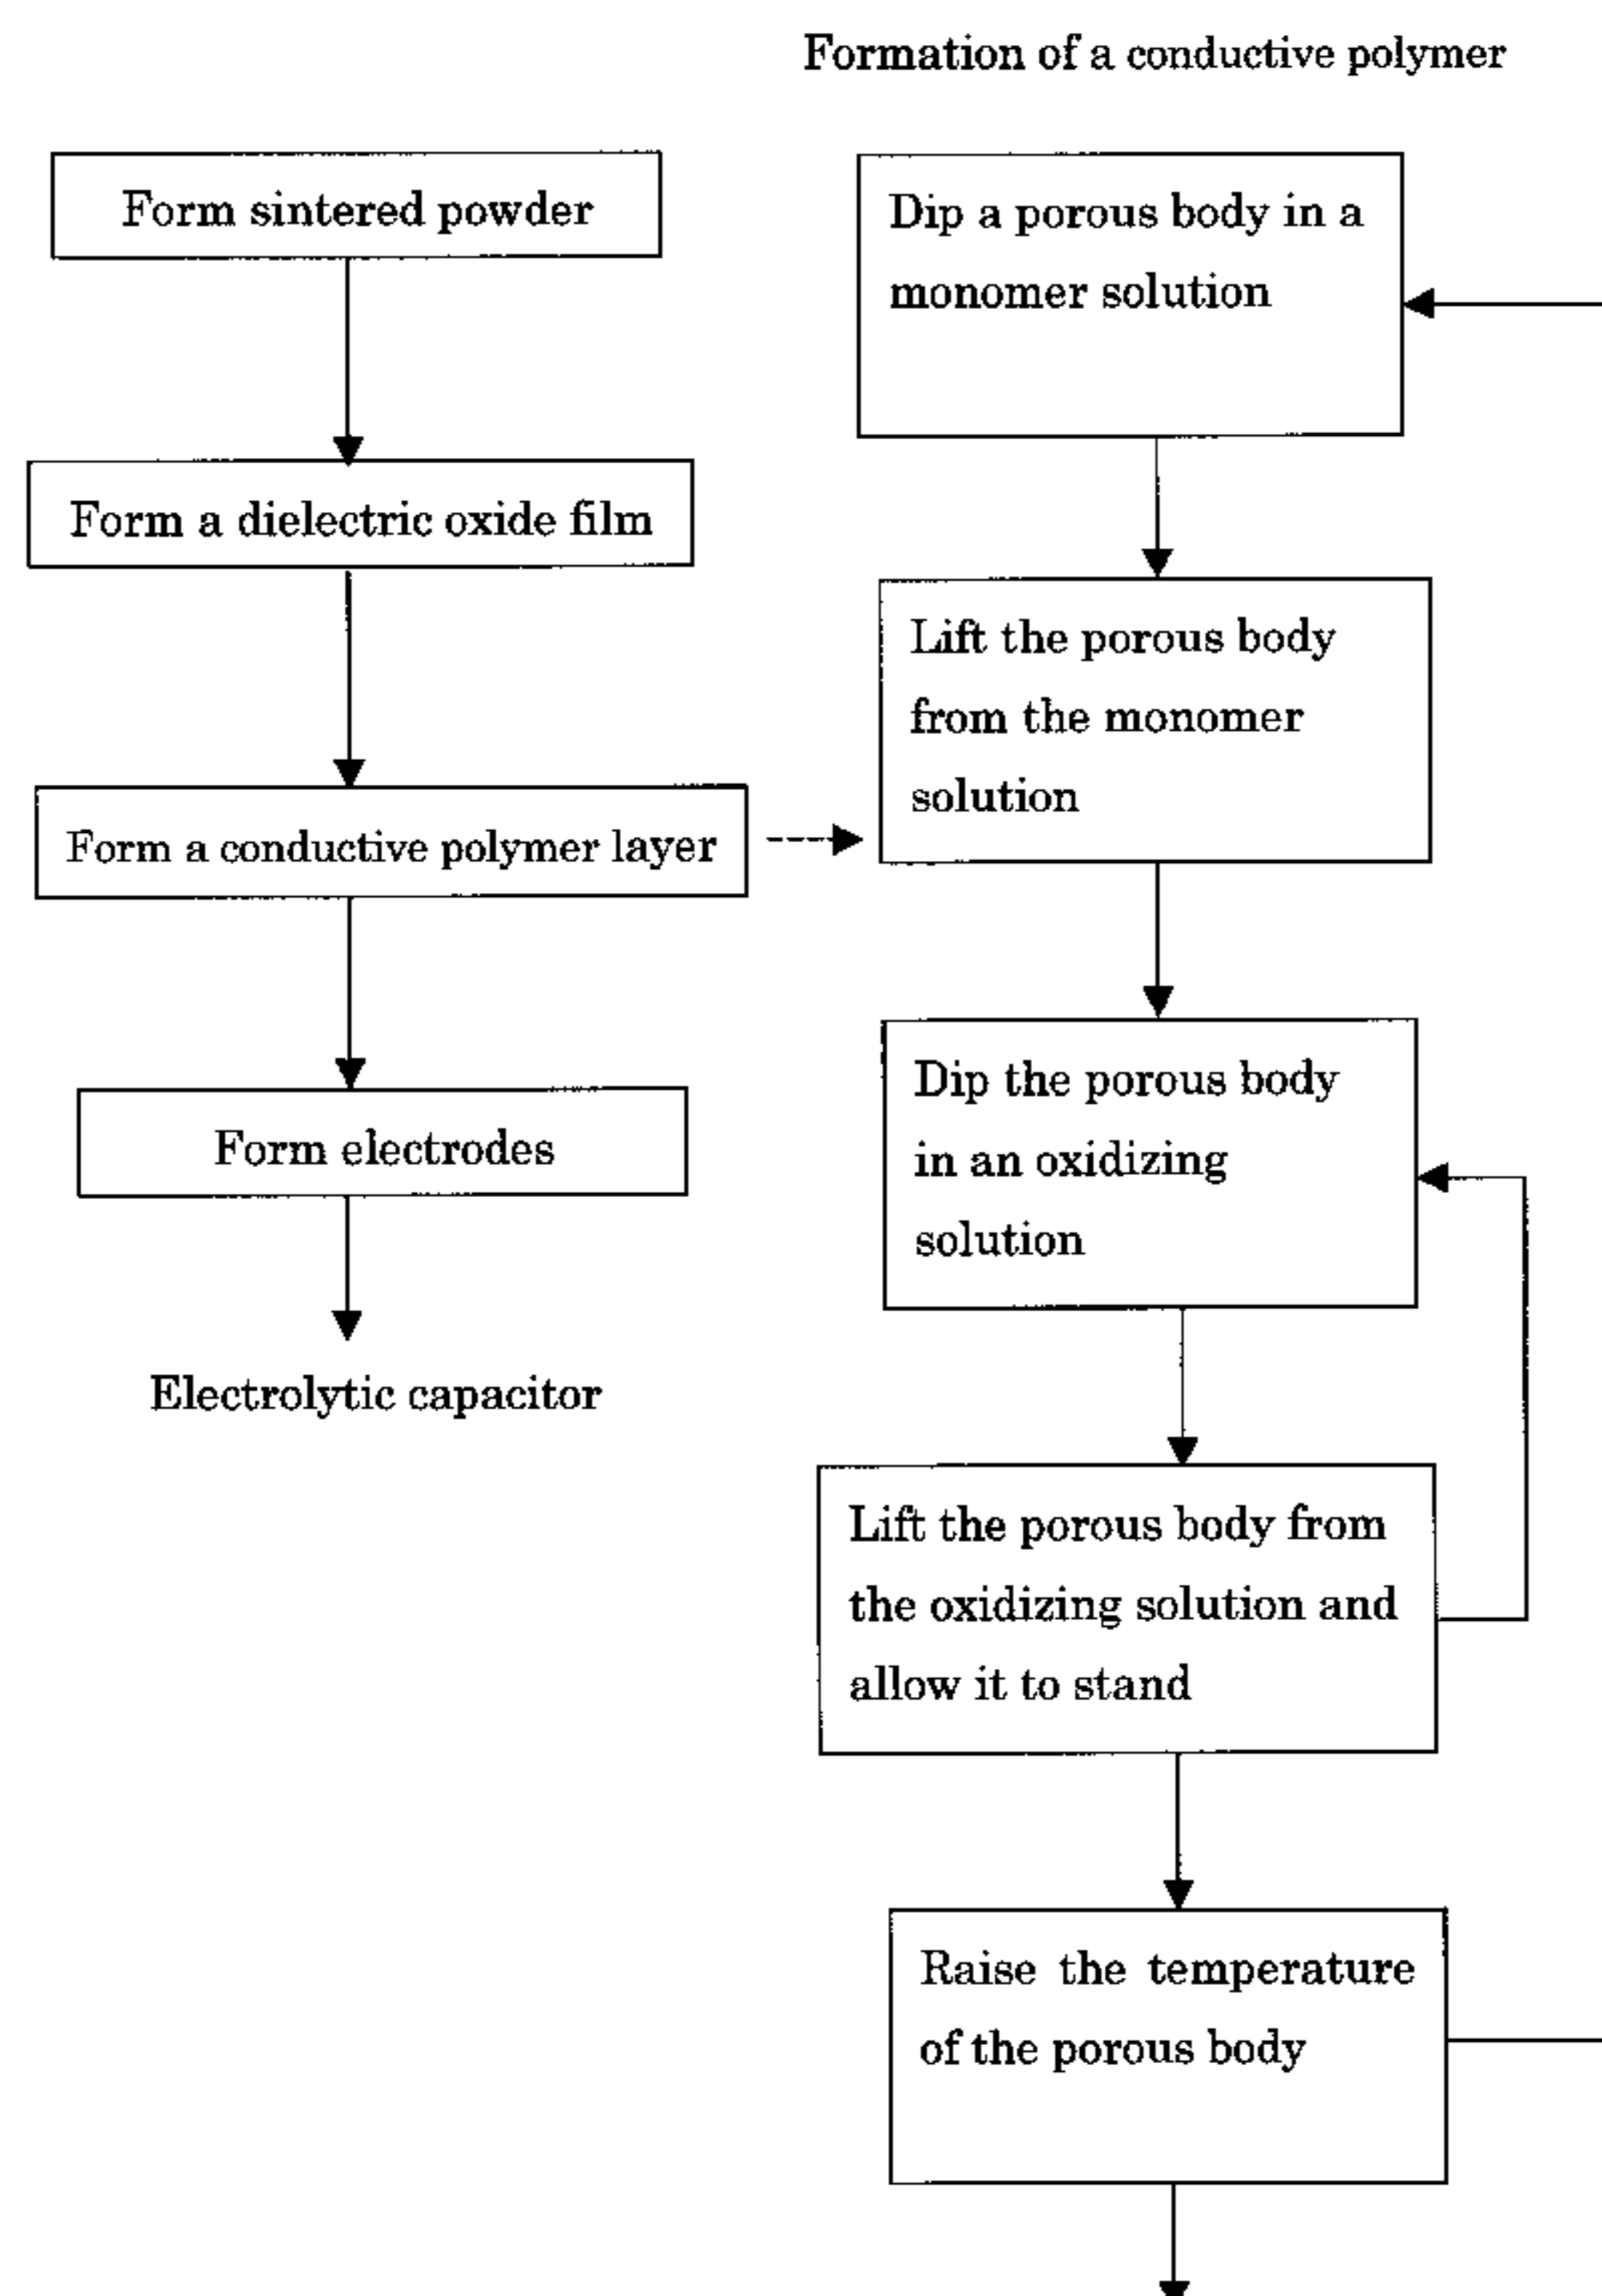 Formation of a conductive polymer
Form sintered powder
Form a dielectric oxide film
Form a conductive polymer layer
Form electrodes
Electrolytic capacitor
Dip a porous body in a
monomer solution
Lift the porous body
from the monomer
solution
Dip the porous body
in an oxidizing
solution
Lift the porous body from
the oxidizing solution and
allow it to stand
Raise the temperature
of the porous body